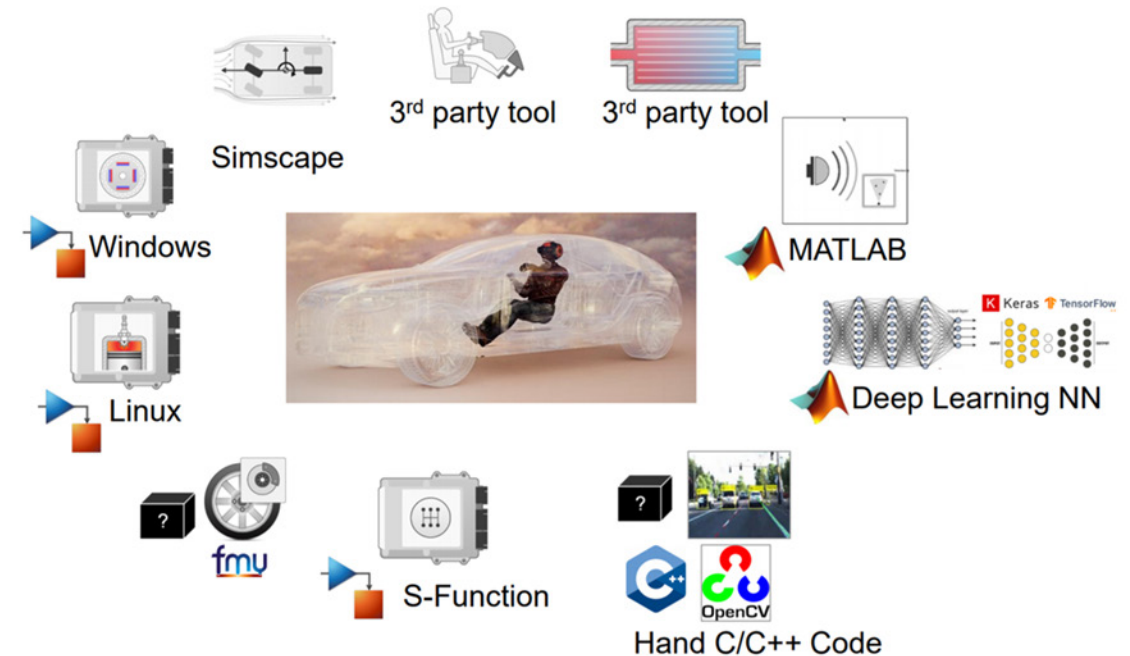 3rd party tool
3rd party tool
Simscape
Windows
MATLAB
K Keras TensorFlow
Linux
Deep Learning NN
?
fmu
S-Function
?
C++
OpenCV
Hand C/C++ Code